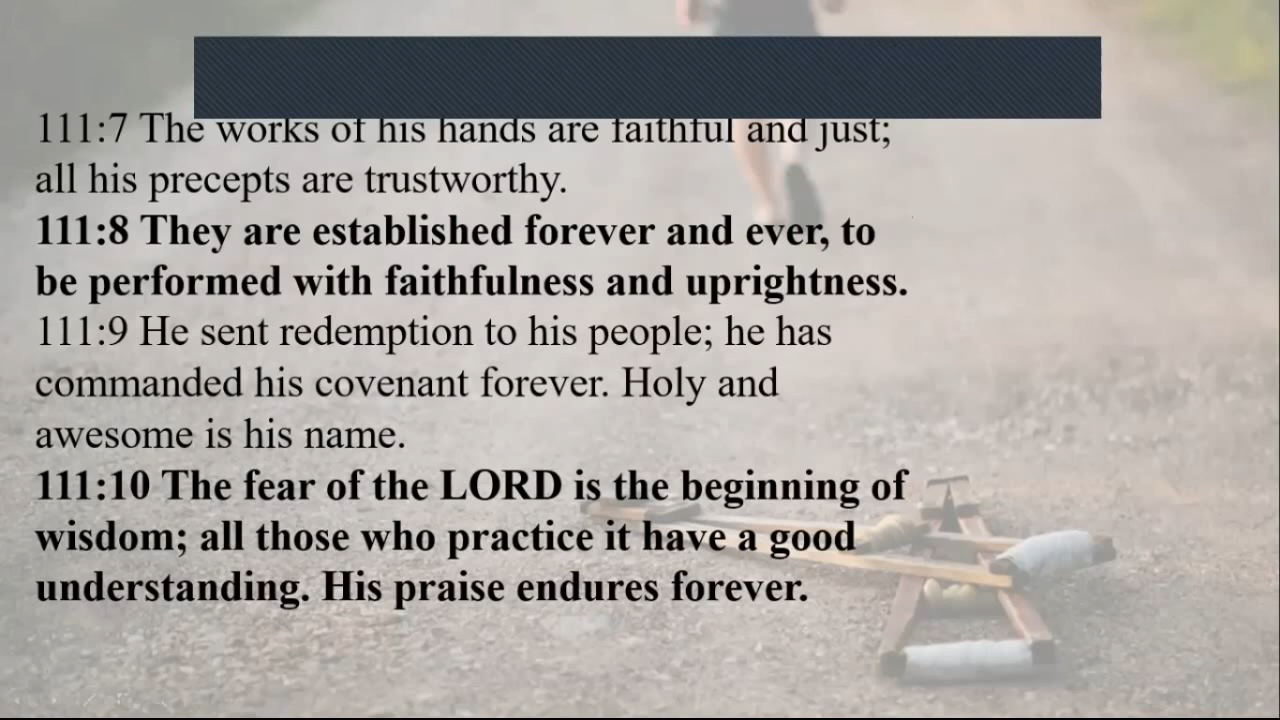 111:7 The works of his hands are faithful and just;
all his precepts are trustworthy.
111:8 They are established forever and ever, to
be performed with faithfulness and uprightness.
111:9 He sent redemption to his people; he has
commanded his covenant forever. Holy and
awesome is his name.
111:10 The fear of the LORD is the beginning of
wisdom; all those who practice it have a good
understanding. His praise endures forever.